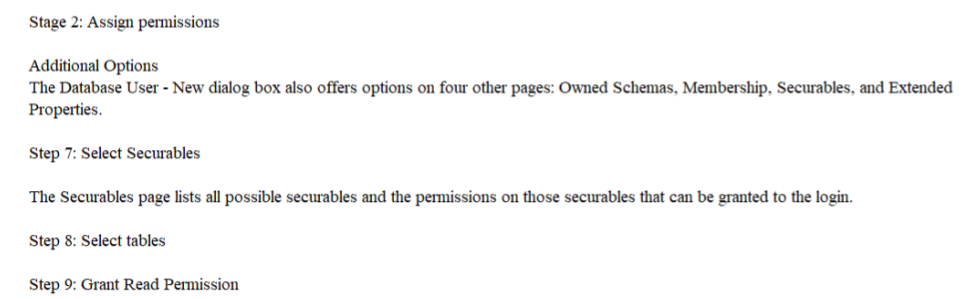 Stage 2: Assign permissions
Additional Options
The Database User - New dialog box also offers options on four other pages: Owned Schemas, Membership, Securables, and Extended
Properties.
Step 7: Select Securables
The Securables page lists all possible securables and the permissions on those securables that can be granted to the login.
Step 8: Select tables
Step 9: Grant Read Permission